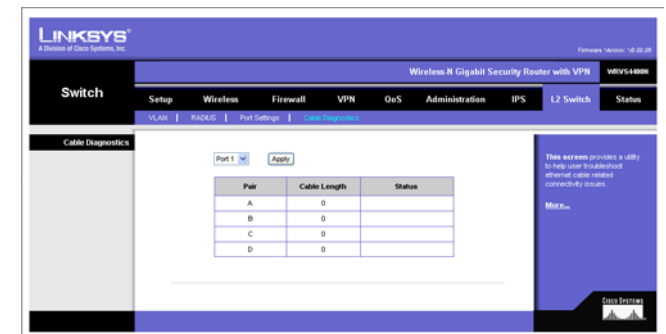 LINKSYS®
A Division of Cisco Systems, Inc.
Firmware Version: V0.00.06
Wireless-N Gigabit Security Router with VPN WRVS4400N
Switch
Setup Wireless Firewall VPN QoS Administration IPS L2 Switch Status
VLAN | RADIUS | Port Settings | Cable Diagnostics
Cable Diagnostics
Port 1 Apply
Pair Cable Length Status
A 0
B 0
C 0
D 0
This screen provides a utility
to help user troubleshoot
ethernet cable related
connectivity issues.
More...
CISCO SYSTEMS